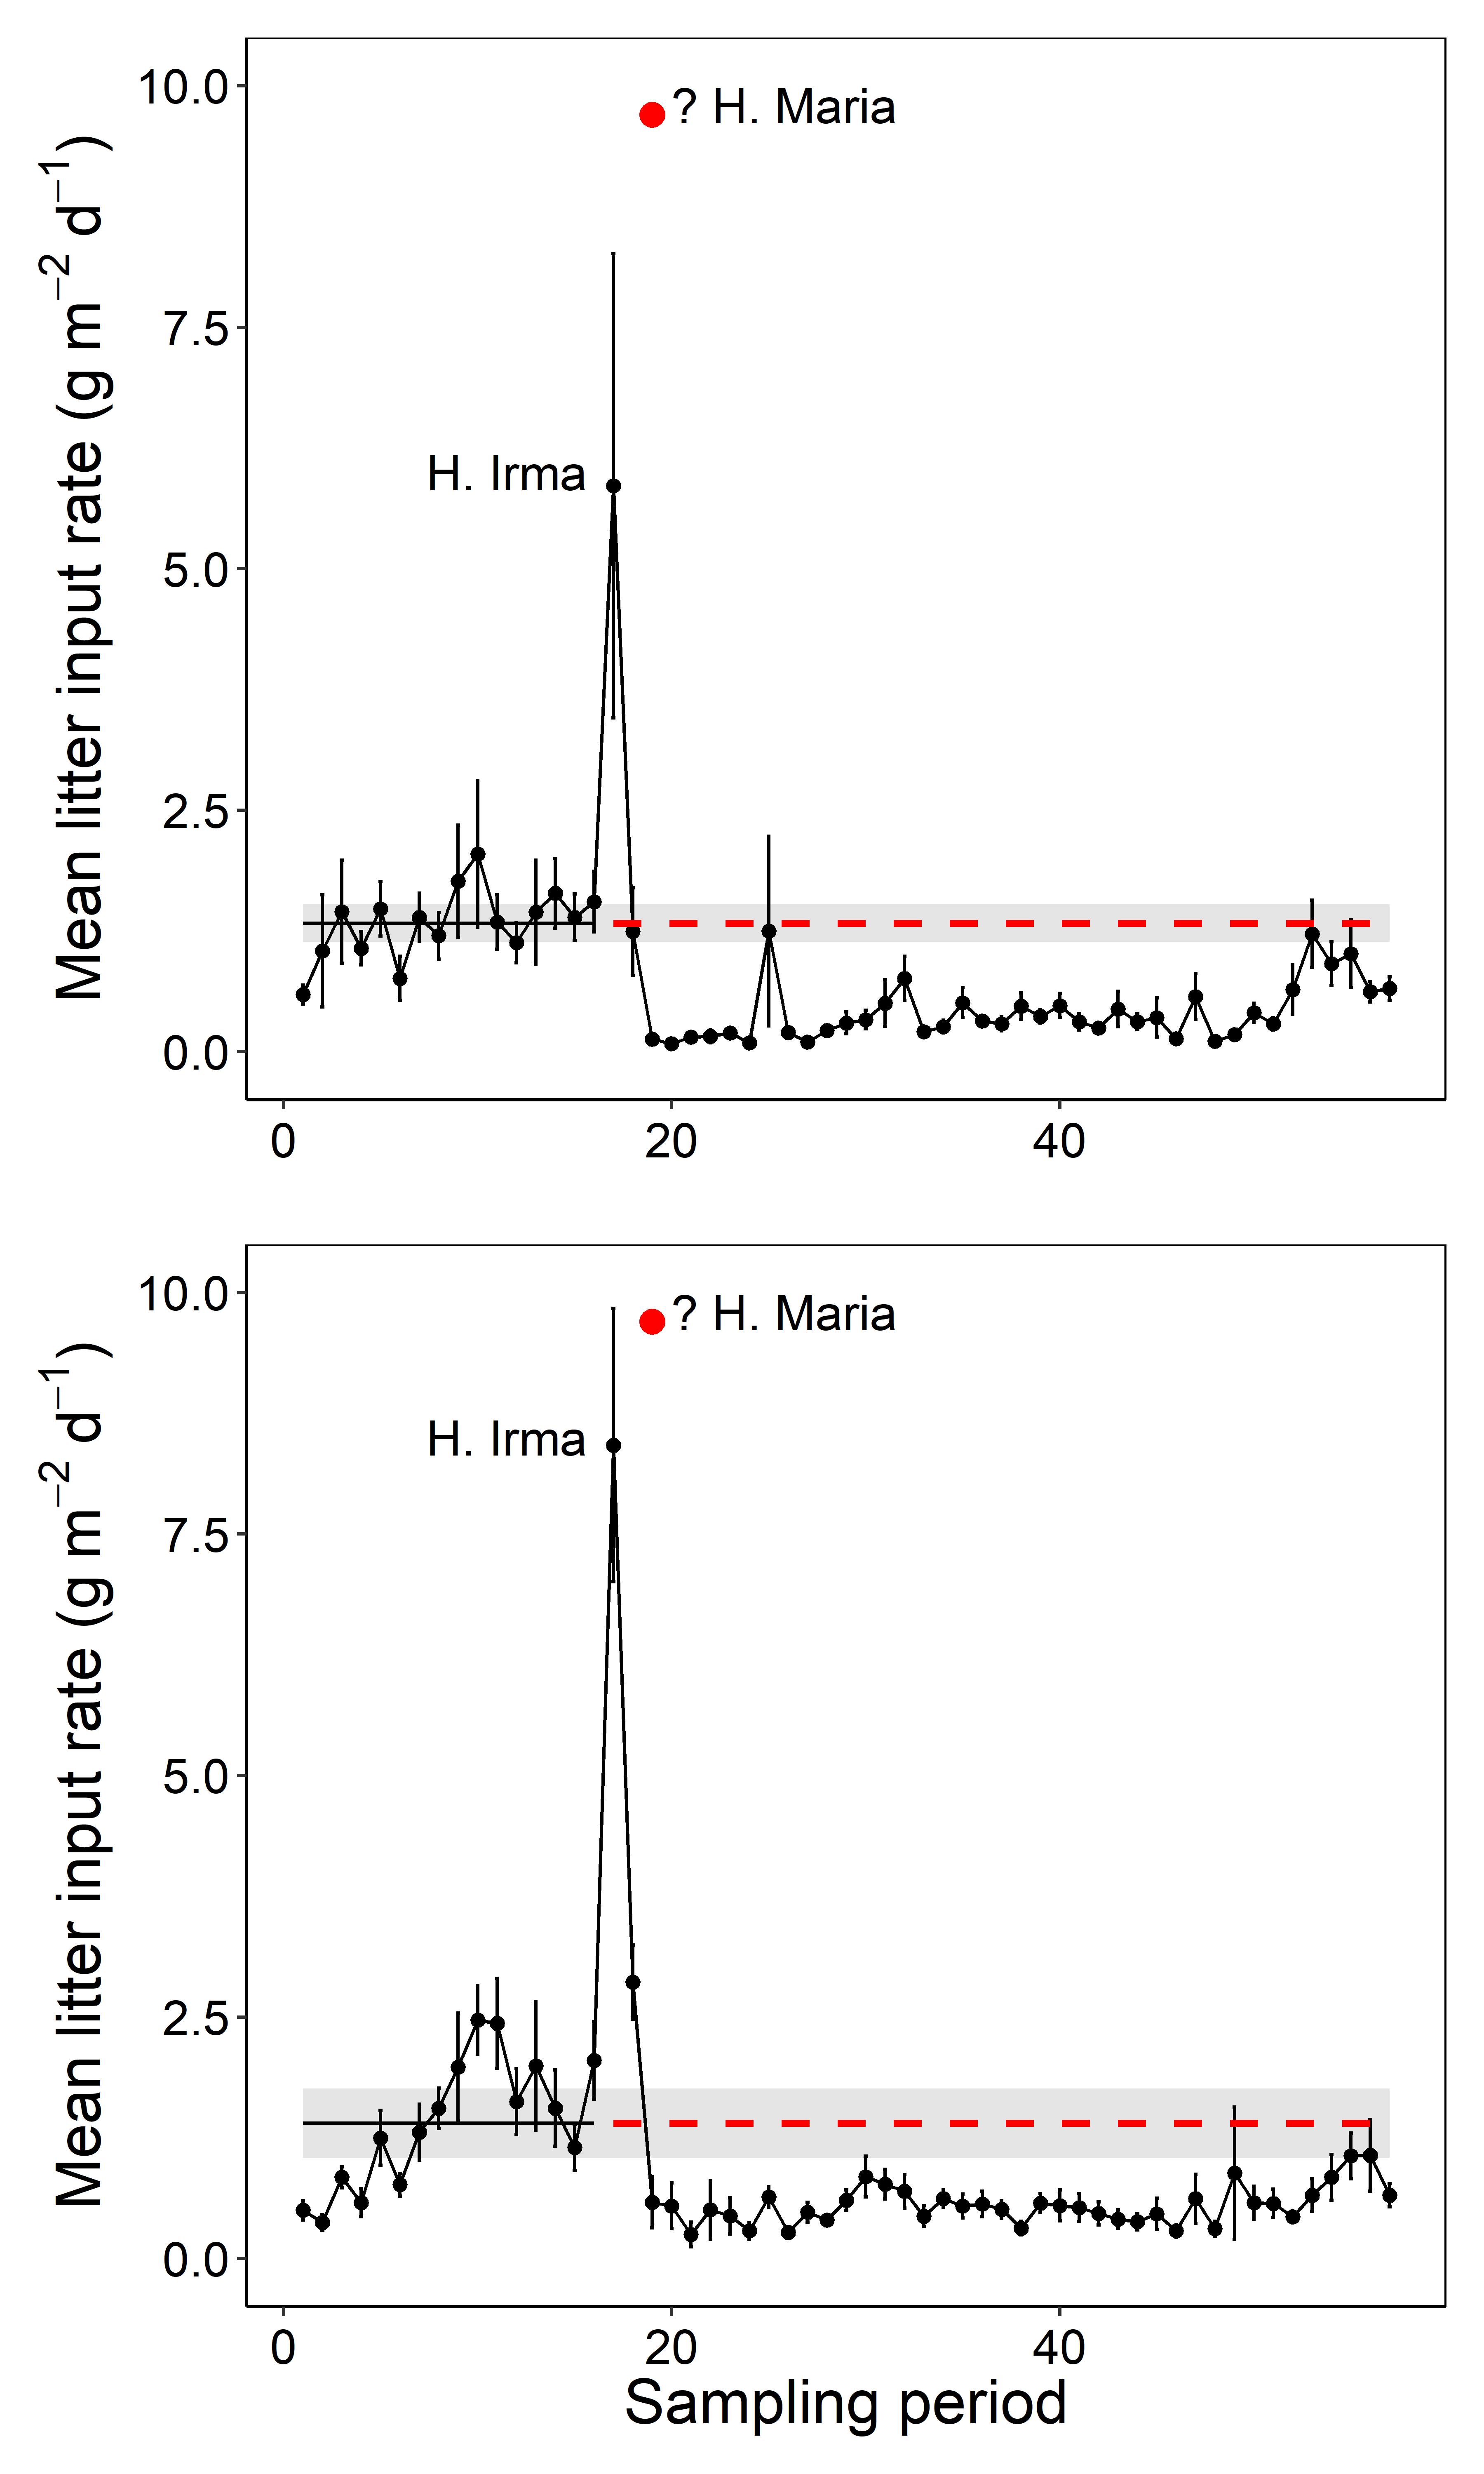 Mean litter input rate (g m⁻² d⁻¹)
10.0
7.5
5.0
2.5
0.0
? H. Maria
H. Irma
0
20
40
Mean litter input rate (g m⁻² d⁻¹)
10.0
7.5
5.0
2.5
0.0
? H. Maria
H. Irma
0
20
40
Sampling period